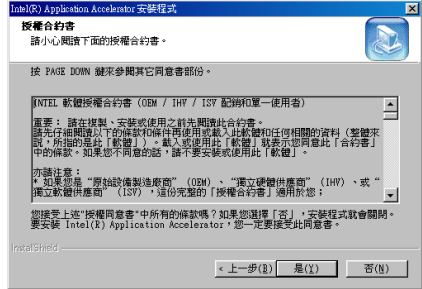 Intel(R) Application Accelerator 安裝程式
授權合約書
請小心閱讀下面的授權合約書。
按 PAGE DOWN 鍵來參閱其它同意書部份。
INTEL 軟體授權合約書 (OEM / IHV / ISV 配銷和單一使用者)
重要： 請在複製、安裝或使用之前先閱讀此合約書。
請先仔細閱讀以下的條款和條件再使用或載入此軟體和任何相關的資料 (整體來
說，所指的是此「軟體」)。載入或使用此「軟體」就表示您同意此「合約書」
中的條款。如果您不同意的話，請不要安裝或使用此「軟體」。
亦請注意：
* 如果您是 “原始設備製造廠商” (OEM)、“獨立硬體供應商” (IHV)、或 “
獨立軟體供應商” (ISV)，這份完整的「授權合約書」適用於您；
您接受上述"授權同意書"中所有的條款嗎？如果您選擇「否」，安裝程式就會關閉。
要安裝 Intel(R) Application Accelerator，您一定要接受此同意書。
InstallShield
< 上一步(B)
是(Y)
否(N)